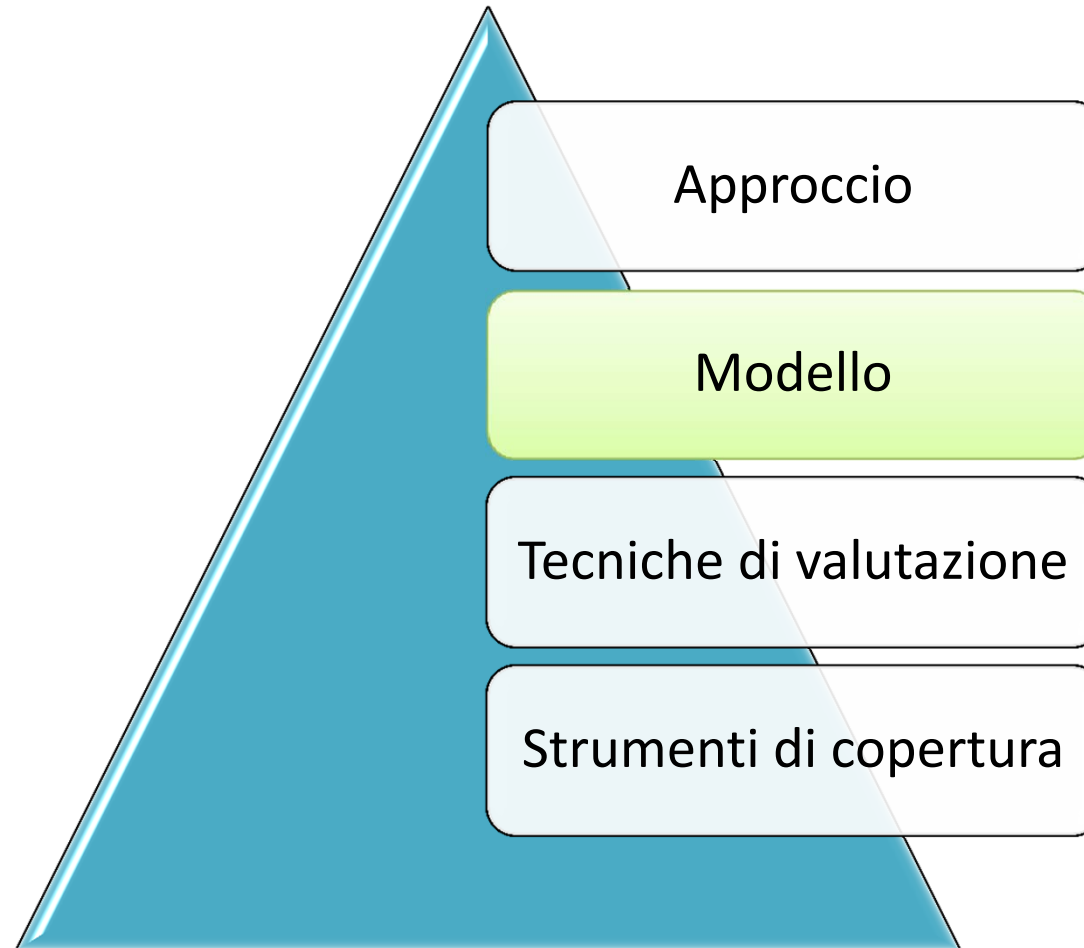 Approccio
Modello
Tecniche di valutazione
Strumenti di copertura